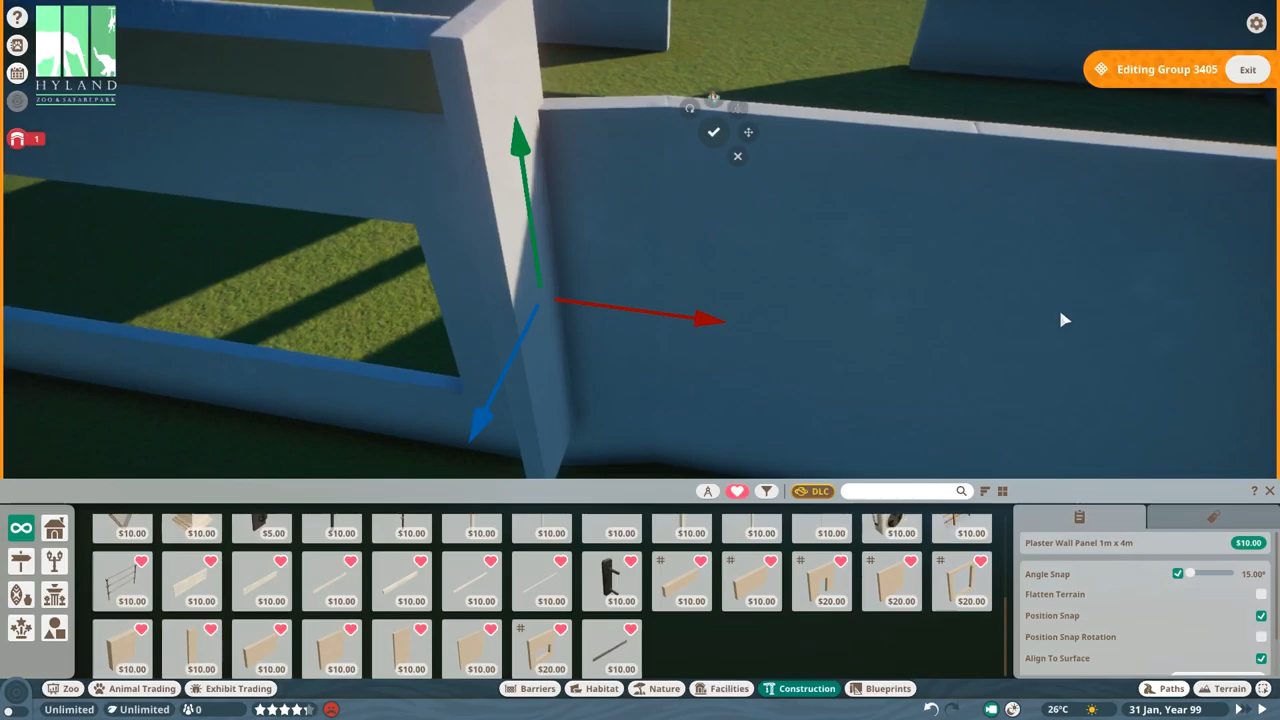 HYLAND
ZOO & SAFARI PARK
Editing Group 3405
Exit
1
DLC
$10.00 $10.00 $5.00 $10.00 $10.00 $10.00 $10.00 $10.00 $10.00 $10.00 $10.00 $10.00 $10.00
$10.00 $10.00 $10.00 $10.00 $10.00 $10.00 $10.00 $10.00 $10.00 $10.00 $20.00 $20.00 $20.00
$10.00 $10.00 $10.00 $10.00 $10.00 $10.00 $20.00 $10.00
Plaster Wall Panel 1m x 4m $10.00
Angle Snap 15.00°
Flatten Terrain
Position Snap
Position Snap Rotation
Align To Surface
Zoo Animal Trading Exhibit Trading Barriers Habitat Nature Facilities Construction Blueprints Paths Terrain
Unlimited Unlimited 0 26°C 31 Jan, Year 99